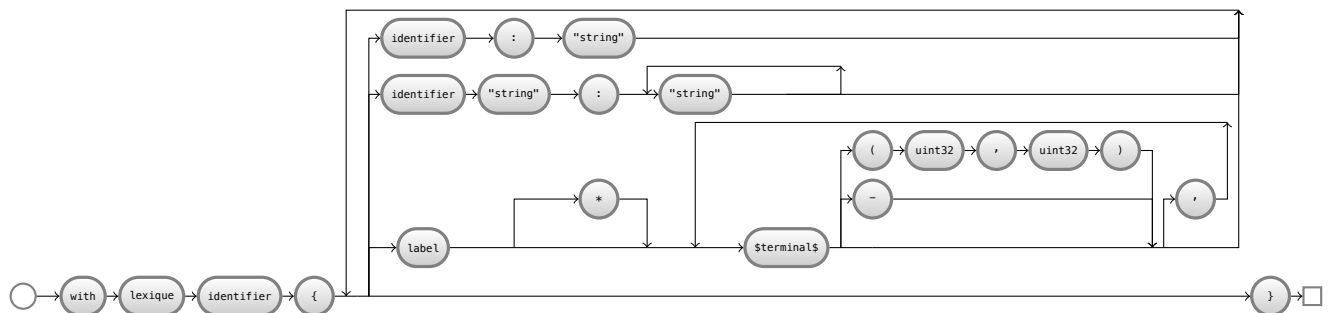 identifier : "string"
identifier "string" : "string"
( uint32 , uint32 )
* - ,
label $terminal$
with lexique identifier { }